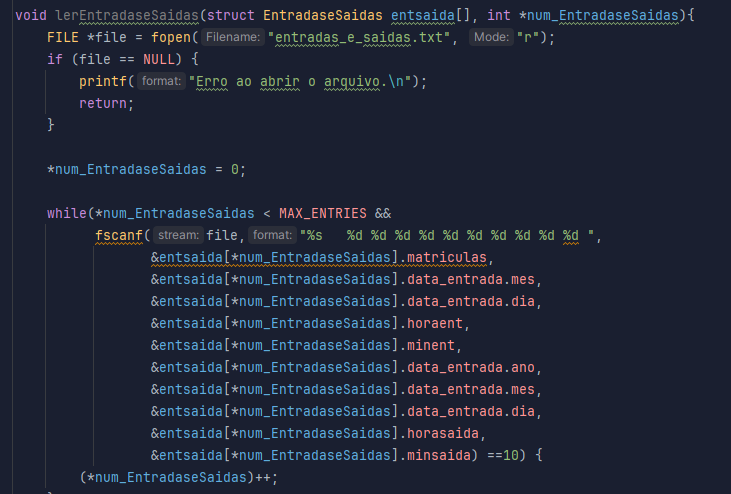 void lerEntradaseSaidas(struct EntradaseSaidas entsaida[], int *num_EntradaseSaidas){
FILE *file = fopen( Filename: "entradas_e_saidas.txt", Mode: "r");
if (file == NULL) {
printf( format: "Erro ao abrir o arquivo.\n");
return;
}
*num_EntradaseSaidas = 0;
while(*num_EntradaseSaidas < MAX_ENTRIES &&
fscanf( stream: file, format: "%s   %d %d %d %d %d %d %d %d %d %d ",
&entsaida[*num_EntradaseSaidas].matriculas,
&entsaida[*num_EntradaseSaidas].data_entrada.mes,
&entsaida[*num_EntradaseSaidas].data_entrada.dia,
&entsaida[*num_EntradaseSaidas].horaent,
&entsaida[*num_EntradaseSaidas].minent,
&entsaida[*num_EntradaseSaidas].data_entrada.ano,
&entsaida[*num_EntradaseSaidas].data_entrada.mes,
&entsaida[*num_EntradaseSaidas].data_entrada.dia,
&entsaida[*num_EntradaseSaidas].horasaida,
&entsaida[*num_EntradaseSaidas].minsaida) ==10) {
(*num_EntradaseSaidas)++;